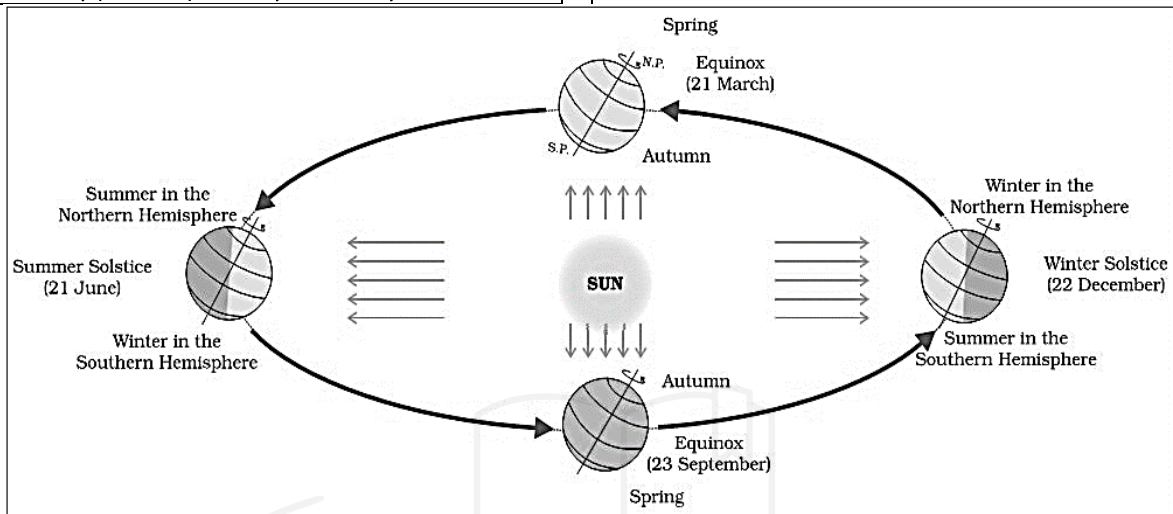 Spring
N.P.
Equinox
(21 March)
S.P.
Autumn
Summer in the
Northern Hemisphere
Winter in the
Northern Hemisphere
Summer Solstice
(21 June)
SUN
Winter Solstice
(22 December)
Winter in the
Southern Hemisphere
Summer in the
Southern Hemisphere
Autumn
Equinox
(23 September)
Spring